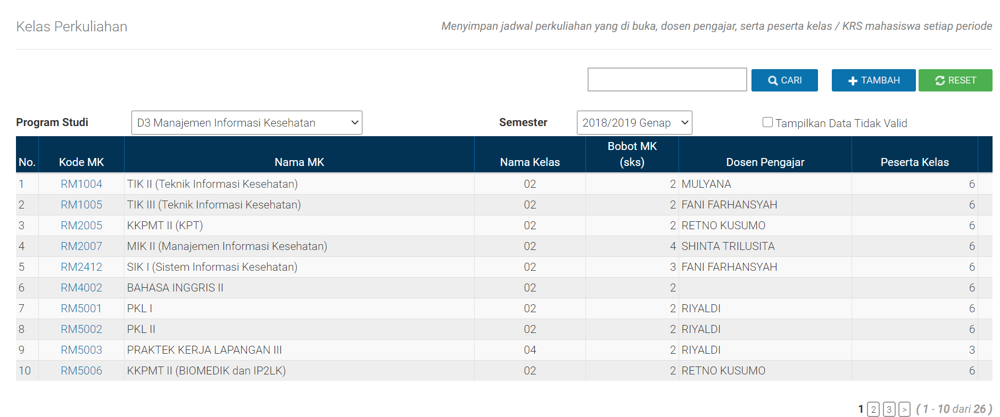 Kelas Perkuliahan
Menyimpan jadwal perkuliahan yang di buka, dosen pengajar, serta peserta kelas / KRS mahasiswa setiap periode
CARI TAMBAH RESET
Program Studi D3 Manajemen Informasi Kesehatan Semester 2018/2019 Genap Tampilkan Data Tidak Valid
No. Kode MK Nama MK Nama Kelas Bobot MK (sks) Dosen Pengajar Peserta Kelas
1 RM1004 TIK II (Teknik Informasi Kesehatan) 02 2 MULYANA 6
2 RM1005 TIK III (Teknik Informasi Kesehatan) 02 2 FANI FARHANSYAH 6
3 RM2005 KKPMT II (KPT) 02 2 RETNO KUSUMO 6
4 RM2007 MIK II (Manajemen Informasi Kesehatan) 02 4 SHINTA TRILUSITA 6
5 RM2412 SIK I (Sistem Informasi Kesehatan) 02 3 FANI FARHANSYAH 6
6 RM4002 BAHASA INGGRIS II 02 2 6
7 RM5001 PKL I 02 2 RIYALDI 6
8 RM5002 PKL II 02 2 RIYALDI 6
9 RM5003 PRAKTEK KERJA LAPANGAN III 04 2 RIYALDI 3
10 RM5006 KKPMT II (BIOMEDIK dan IP2LK) 02 2 RETNO KUSUMO 6
1 2 3 > ( 1 - 10 dari 26 )